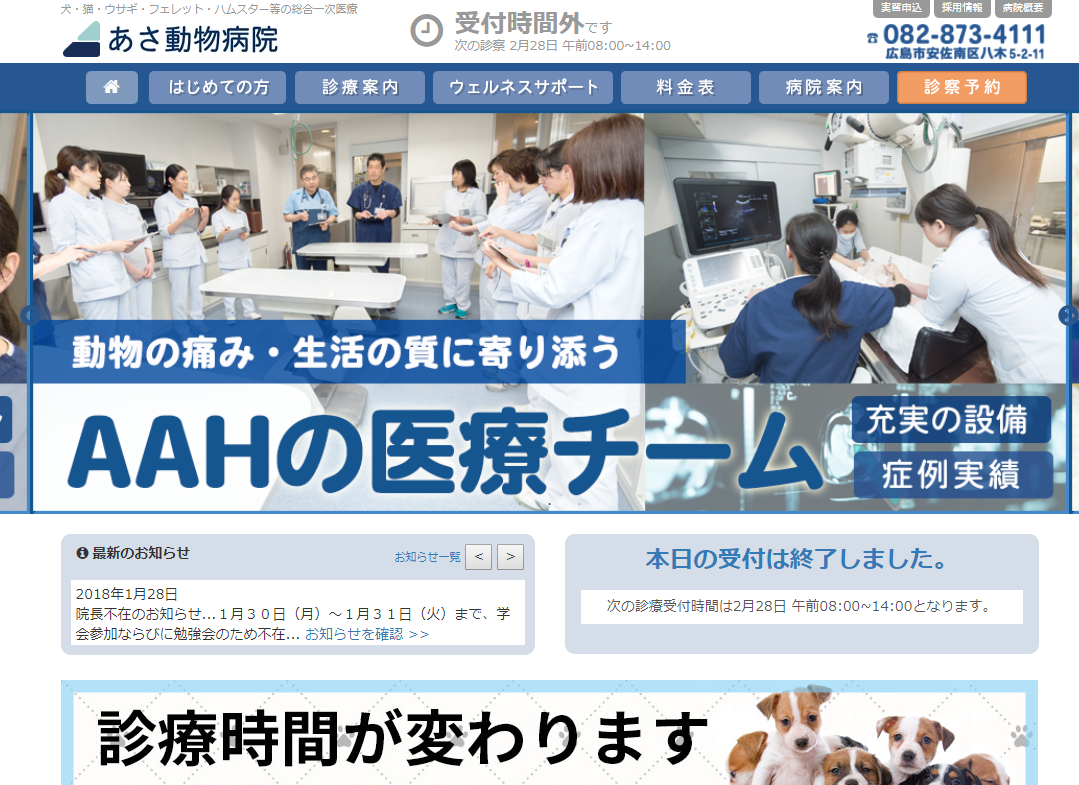 犬・猫・ウサギ・フェレット・ハムスター等の総合一次医療
あさ動物病院
受付時間外です
次の診察 2月28日 午前08:00~14:00
実習申込
採用情報
病院概要
082-873-4111
広島市安佐南区八木5-2-11
はじめての方
診療案内
ウェルネスサポート
料金表
病院案内
診察予約
動物の痛み・生活の質に寄り添う
AAHの医療チーム
充実の設備
症例実績
最新のお知らせ
お知らせ一覧
<
>
2018年1月28日
院長不在のお知らせ…１月３０日（月）～１月３１日（火）まで、学
会参加ならびに勉強会のため不在... お知らせを確認 >>
本日の受付は終了しました。
次の診療受付時間は2月28日 午前08:00~14:00となります。
診療時間が変わります